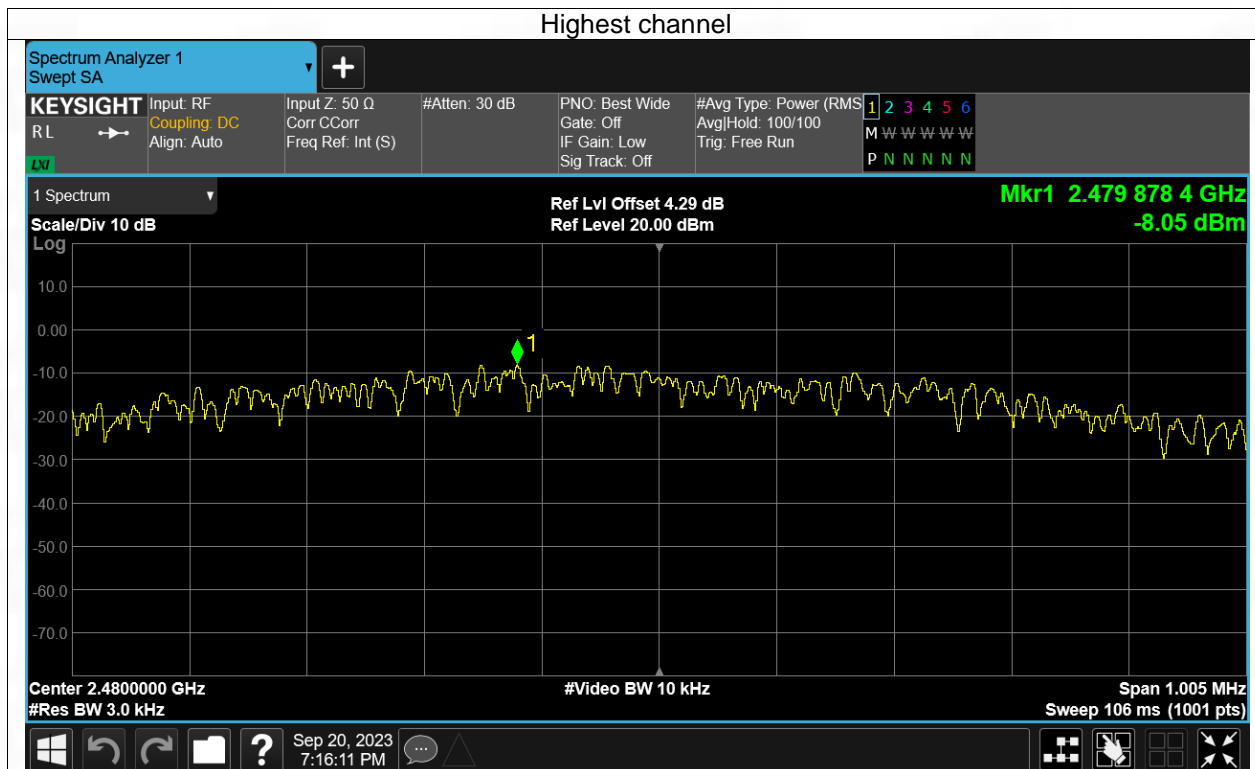 Highest channel
Spectrum Analyzer 1
Swept SA
KEYSIGHT
R L
LXI
Input: RF
Coupling: DC
Align: Auto
Input Z: 50 Ω
Corr CCorr
Freq Ref: Int (S)
#Atten: 30 dB
PNO: Best Wide
Gate: Off
IF Gain: Low
Sig Track: Off
#Avg Type: Power (RMS
Avg|Hold: 100/100
Trig: Free Run
1 2 3 4 5 6
M W W W W W
P N N N N N
1 Spectrum
Scale/Div 10 dB
Ref Lvl Offset 4.29 dB
Ref Level 20.00 dBm
Mkr1 2.479 878 4 GHz
-8.05 dBm
Log
10.0
0.00
1
-10.0
-20.0
-30.0
-40.0
-50.0
-60.0
-70.0
Center 2.4800000 GHz
#Res BW 3.0 kHz
#Video BW 10 kHz
Span 1.005 MHz
Sweep 106 ms (1001 pts)
?
Sep 20, 2023
7:16:11 PM